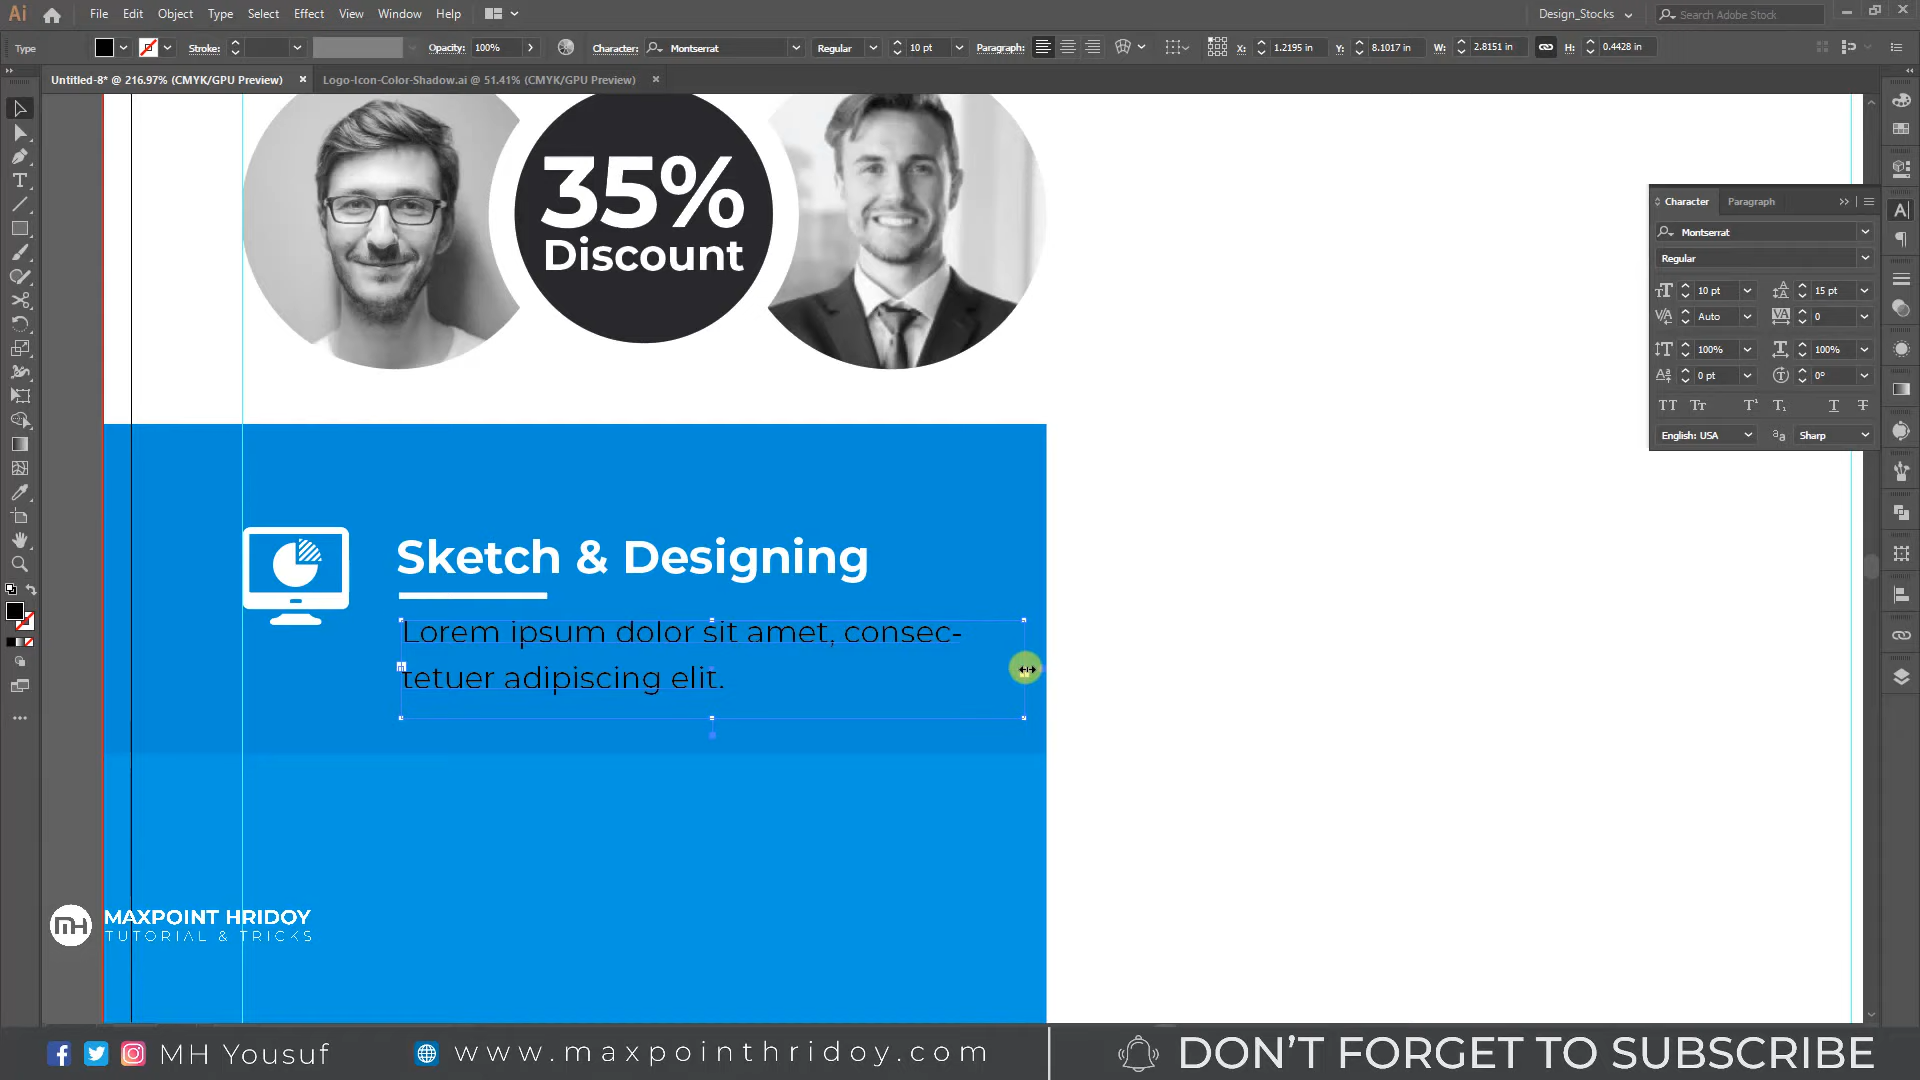 Ai File Edit Object Type Select Effect View Window Help Design_Stocks Search Adobe Stock
Type Stroke: Opacity: 100% Character: Montserrat Regular 10 pt Paragraph: X: 1.2195 in Y: 8.1017 in W: 2.8151 in H: 0.4428 in
Untitled-8* @ 216.97% (CMYK/GPU Preview) Logo-Icon-Color-Shadow.ai @ 51.41% (CMYK/GPU Preview)
35%
Discount
Character Paragraph
Montserrat
Regular
10 pt 15 pt
Auto 0
100% 100%
0 pt 0°
English: USA Sharp
Sketch & Designing
Lorem ipsum dolor sit amet, consec-
tetuer adipiscing elit.
MH MAXPOINT HRIDOY
TUTORIAL & TRICKS
MH Yousuf www.maxpointhridoy.com DON'T FORGET TO SUBSCRIBE